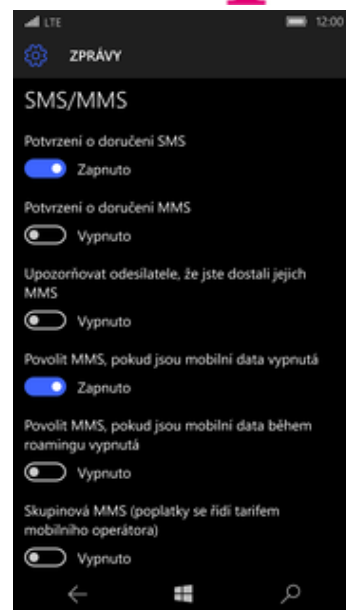 LTE 12:00
ZPRÁVY
SMS/MMS
Potvrzení o doručení SMS
Zapnuto
Potvrzení o doručení MMS
Vypnuto
Upozorňovat odesílatele, že jste dostali jejich
MMS
Vypnuto
Povolit MMS, pokud jsou mobilní data vypnutá
Zapnuto
Povolit MMS, pokud jsou mobilní data během
roamingu vypnutá
Vypnuto
Skupinová MMS (poplatky se řídí tarifem
mobilního operátora)
Vypnuto